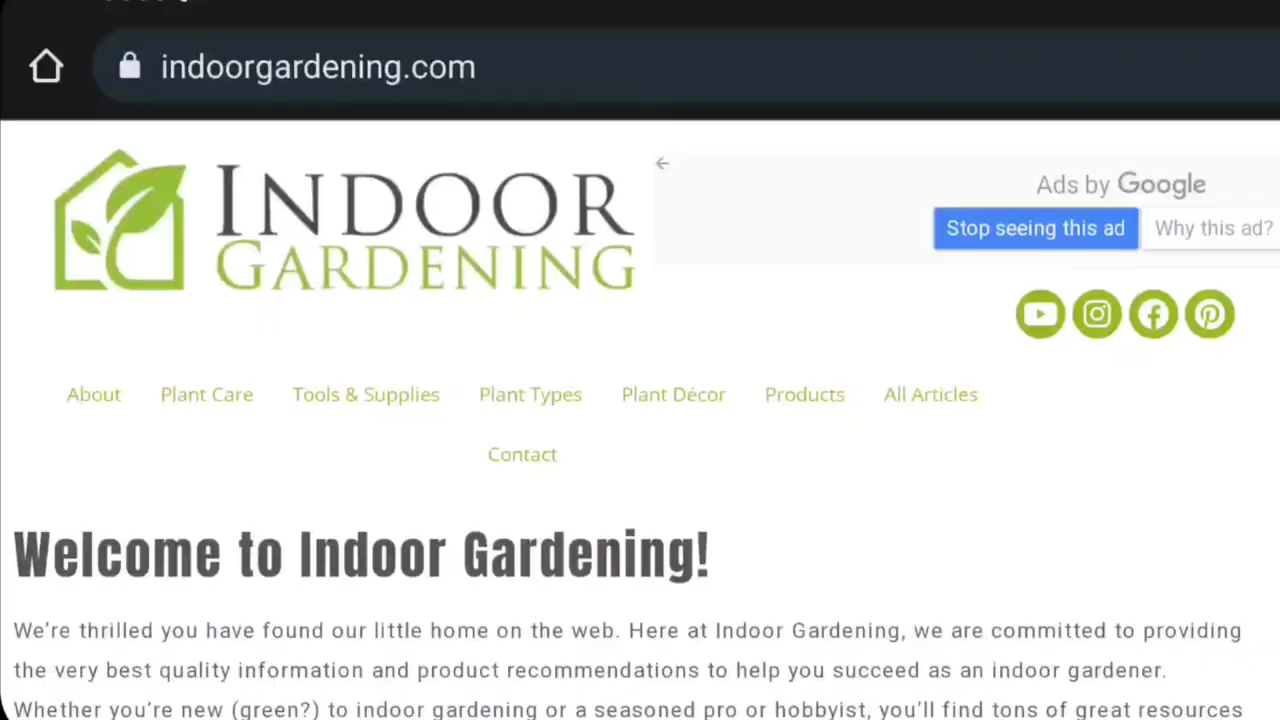 indoorgardening.com
INDOOR
GARDENING
Ads by Google
Stop seeing this ad
Why this ad?
About Plant Care Tools & Supplies Plant Types Plant Décor Products All Articles
Contact
Welcome to Indoor Gardening!
We’re thrilled you have found our little home on the web. Here at Indoor Gardening, we are committed to providing
the very best quality information and product recommendations to help you succeed as an indoor gardener.
Whether you’re new (green?) to indoor gardening or a seasoned pro or hobbyist, you’ll find tons of great resources